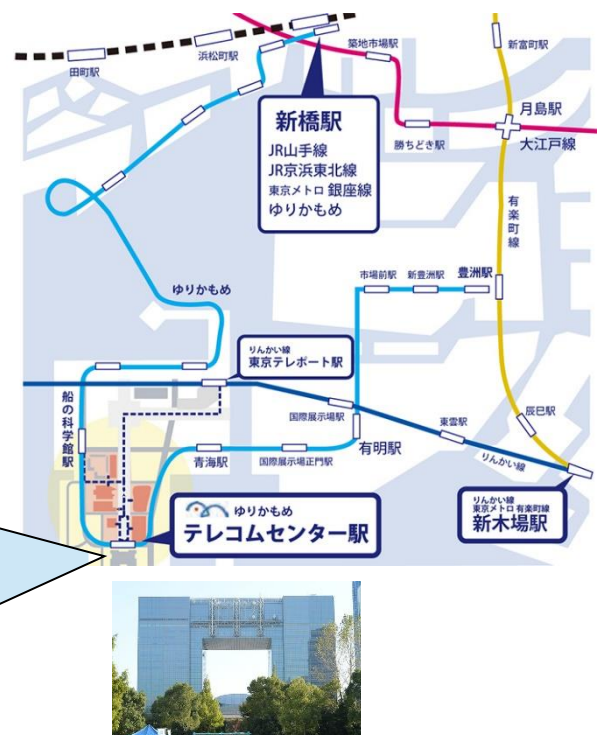 田町駅
浜松町駅
築地市場駅
新富町駅
新橋駅
JR山手線
JR京浜東北線
東京メトロ 銀座線
ゆりかもめ
月島駅
大江戸線
勝ちどき駅
有楽町線
ゆりかもめ
市場前駅
新豊洲駅
豊洲駅
りんかい線
東京テレポート駅
船の科学館駅
国際展示場駅
東雲駅
辰巳駅
青海駅
国際展示場正門駅
有明駅
りんかい線
ゆりかもめ
テレコムセンター駅
りんかい線
東京メトロ 有楽町線
新木場駅